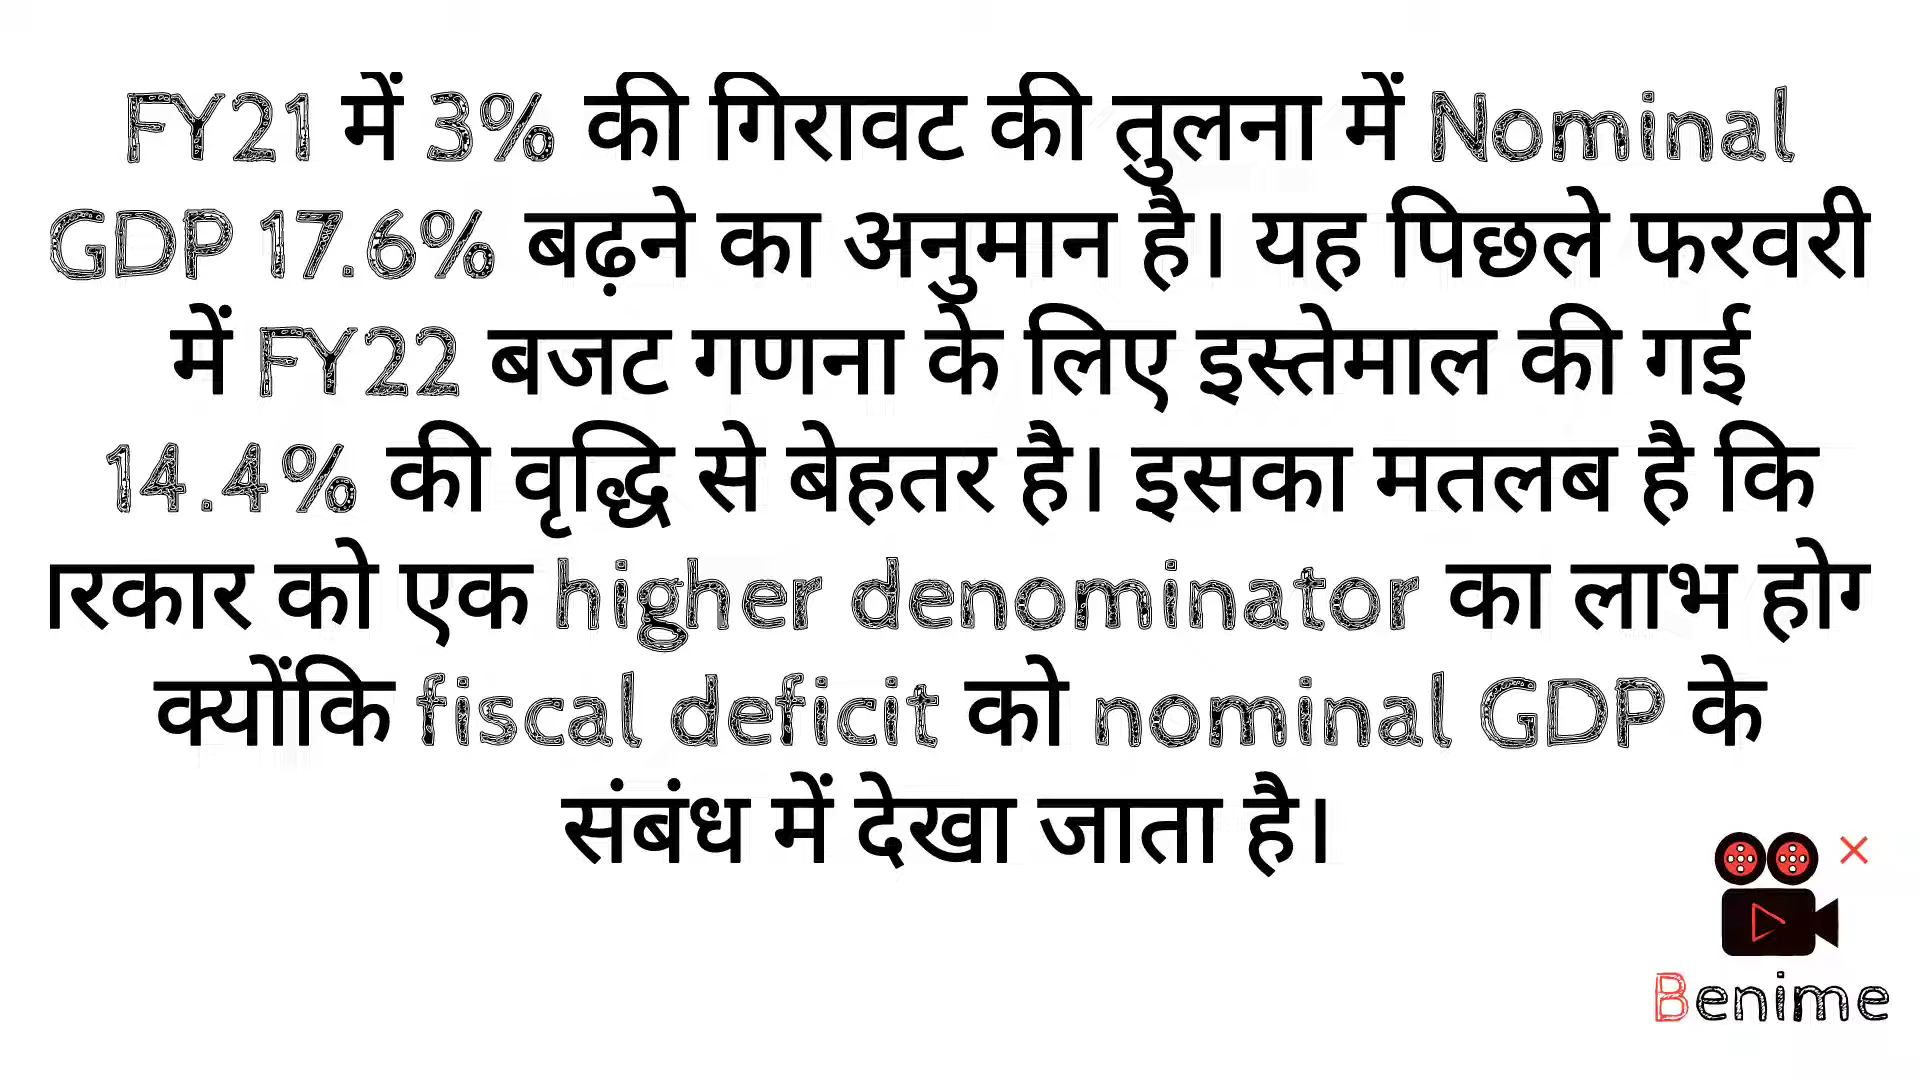 FY21 में 3% की गिरावट की तुलना में Nominal
GDP 17.6% बढ़ने का अनुमान है। यह पिछले फरवरी
में FY22 बजट गणना के लिए इस्तेमाल की गई
14.4% की वृद्धि से बेहतर है। इसका मतलब है कि
को एक higher denominator का लाभ
क्योंकि fiscal deficit को nominal GDP के
संबंध में देखा जाता है।
Benime